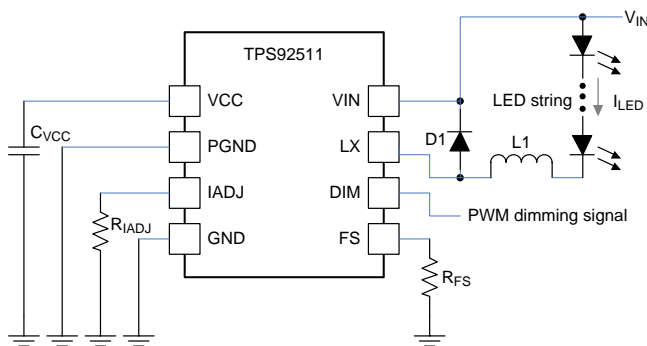 TPS92511
VCC
PGND
IADJ
GND
VIN
LX
DIM
FS
CVCC
RIADJ
VIN
LED string
ILED
D1
L1
PWM dimming signal
RFS